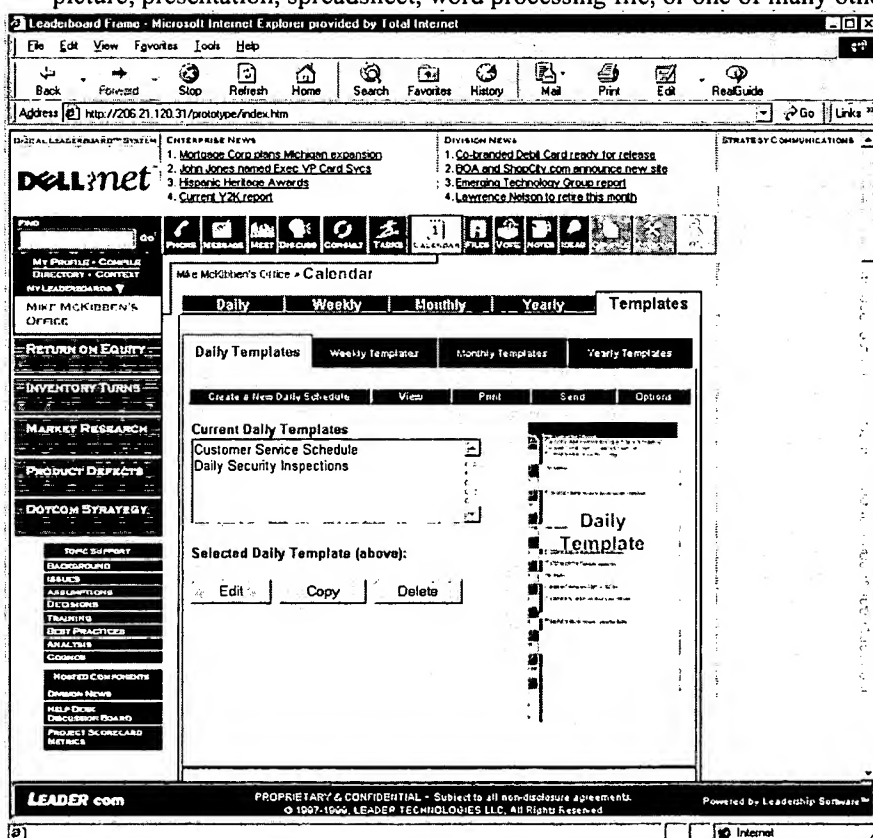 picture, presentation, spreadsheet, word processing file, or one of many othe
Leaderboard Frame - Microsoft Internet Explorer provided by Total Internet
File Edit View Favorites Tools Help
Back Forward Stop Refresh Home Search Favorites History Mail Print Edit RealGuide
Address http://206.21.120.31/prototype/index.htm Go Links »
DIGITAL LEADERBOARD™ SYSTEM
DELLnet
ENTERPRISE NEWS
1. Mortgage Corp plans Michigan expansion
2. John Jones named Exec VP Card Svcs
3. Hispanic Heritage Awards
4. Current Y2K report
DIVISION NEWS
1. Co-branded Debit Card ready for release
2. BOA and ShopCity.com announce new site
3. Emerging Technology Group report
4. Lawrence Nelson to retire this month
STRATEGY COMMUNICATIONS
FIND
GO
PHONE MESSAGE MEET DISCUSS CONSULT TASKS CALENDAR FILES VOTE NOTES IDEAS
MY PROFILE • COMPILE
DIRECTORY • CONTEXT
MY LEADERBOARDS ▼
MIKE MCKIBBEN'S
OFFICE
RETURN ON EQUITY
INVENTORY TURNS
MARKET RESEARCH
PRODUCT DEFECTS
DOTCOM STRATEGY
TOPIC SUPPORT
BACKGROUND
ISSUES
ASSUMPTIONS
DECISIONS
TRAINING
BEST PRACTICES
ANALYSIS
COGNOS
HOSTED COMPONENTS
DIVISION NEWS
HELP DESK
DISCUSSION BOARD
PROJECT SCORECARD
METRICS
Mike McKibben's Office » Calendar
Daily Weekly Monthly Yearly Templates
Daily Templates Weekly Templates Monthly Templates Yearly Templates
Create a New Daily Schedule View Print Send Options
Current Daily Templates
Customer Service Schedule
Daily Security Inspections
Selected Daily Template (above):
Edit Copy Delete
Daily
Template
LEADER com
PROPRIETARY & CONFIDENTIAL - Subject to all non-disclosure agreements.
© 1997-1999, LEADER TECHNOLOGIES LLC, All Rights Reserved
Powered by Leadership Software™
Internet